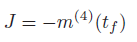 J = −m⁽⁴⁾(t_f)